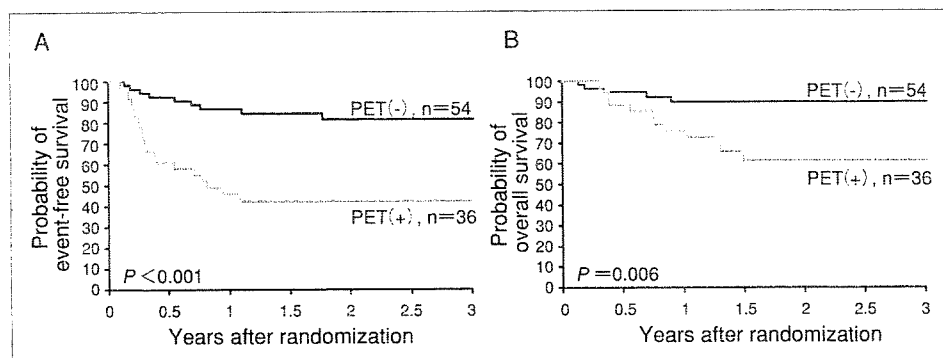 A
Probability of
event-free survival
100
90
80
70
60
50
40
30
20
10
0
PET(-), n=54
PET(+), n=36
P<0.001
0 0.5 1 1.5 2 2.5 3
Years after randomization
B
Probability of
overall survival
100
90
80
70
60
50
40
30
20
10
0
PET(-), n=54
PET(+), n=36
P=0.006
0 0.5 1 1.5 2 2.5 3
Years after randomization